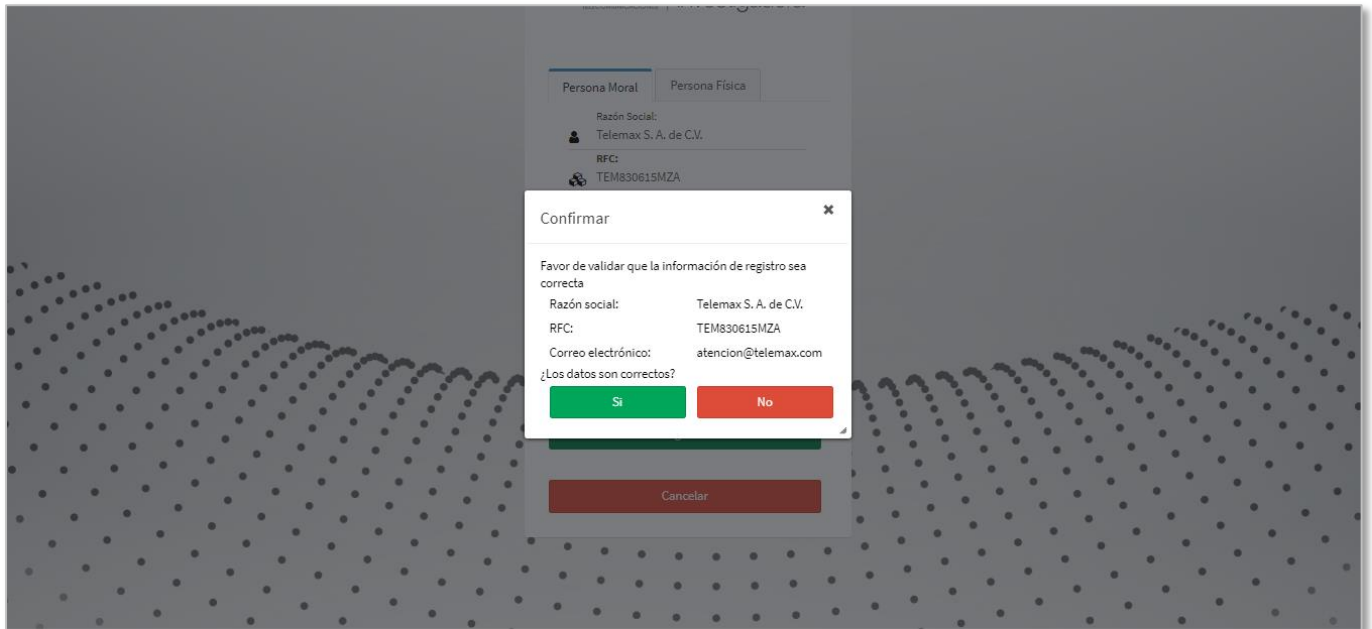 Persona Moral
Persona Física
Razón Social:
Telemax S. A. de C.V.
RFC:
TEM830615MZA
Confirmar
Favor de validar que la información de registro sea
correcta
Razón social: Telemax S. A. de C.V.
RFC: TEM830615MZA
Correo electrónico: atencion@telemax.com
¿Los datos son correctos?
Si
No
Cancelar